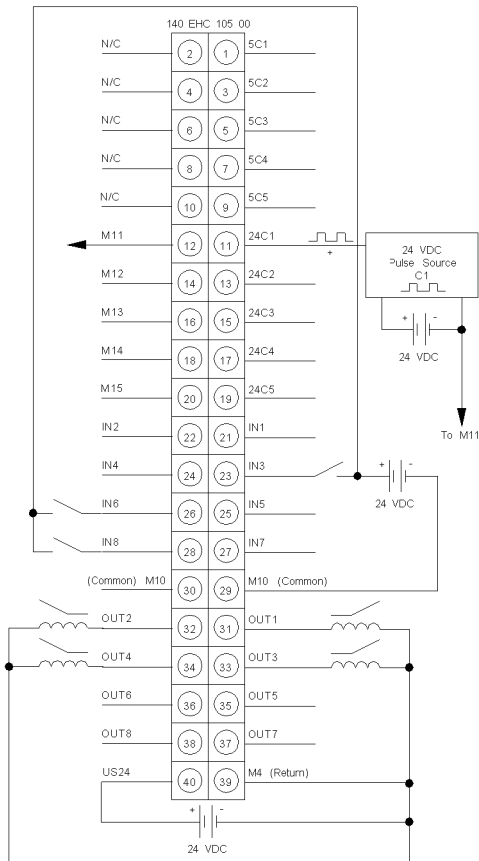 140 EHC 105 00
N/C 2 1 5C1
N/C 4 3 5C2
N/C 6 5 5C3
N/C 8 7 5C4
N/C 10 9 5C5
M11 12 11 24C1
+
24 VDC
Pulse Source
C1
M12 14 13 24C2
M13 16 15 24C3
+ -
24 VDC
M14 18 17 24C4
M15 20 19 24C5
To M11
IN2 22 21 IN1
IN4 24 23 IN3
+ -
24 VDC
IN6 26 25 IN5
IN8 28 27 IN7
(Common) M10 30 29 M10 (Common)
OUT2 32 31 OUT1
OUT4 34 33 OUT3
OUT6 36 35 OUT5
OUT8 38 37 OUT7
US24 40 39 M4 (Return)
+ -
24 VDC